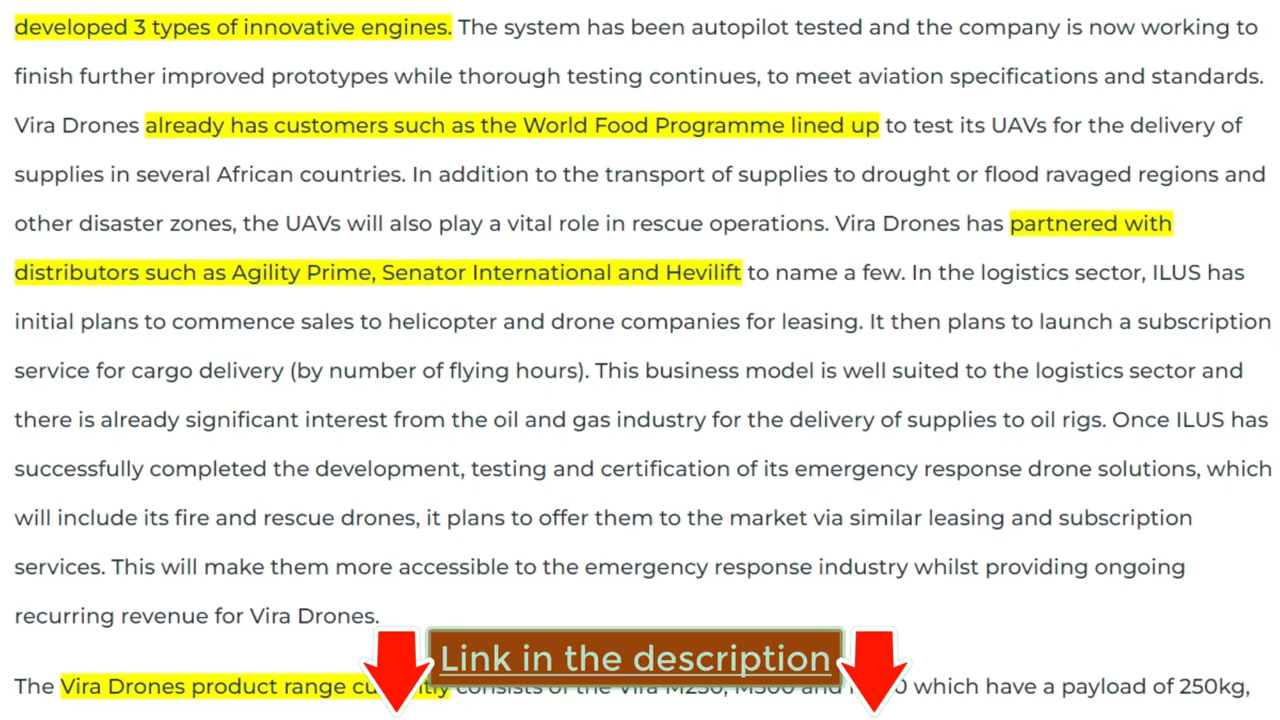 developed 3 types of innovative engines. The system has been autopilot tested and the company is now working to
finish further improved prototypes while thorough testing continues, to meet aviation specifications and standards.
Vira Drones already has customers such as the World Food Programme lined up to test its UAVs for the delivery of
supplies in several African countries. In addition to the transport of supplies to drought or flood ravaged regions and
other disaster zones, the UAVs will also play a vital role in rescue operations. Vira Drones has partnered with
distributors such as Agility Prime, Senator International and Hevilift to name a few. In the logistics sector, ILUS has
initial plans to commence sales to helicopter and drone companies for leasing. It then plans to launch a subscription
service for cargo delivery (by number of flying hours). This business model is well suited to the logistics sector and
there is already significant interest from the oil and gas industry for the delivery of supplies to oil rigs. Once ILUS has
successfully completed the development, testing and certification of its emergency response drone solutions, which
will include its fire and rescue drones, it plans to offer them to the market via similar leasing and subscription
services. This will make them more accessible to the emergency response industry whilst providing ongoing
recurring revenue for Vira Drones.
Link in the description
The Vira Drones product range consists of the Vira and which have a payload of 250kg,